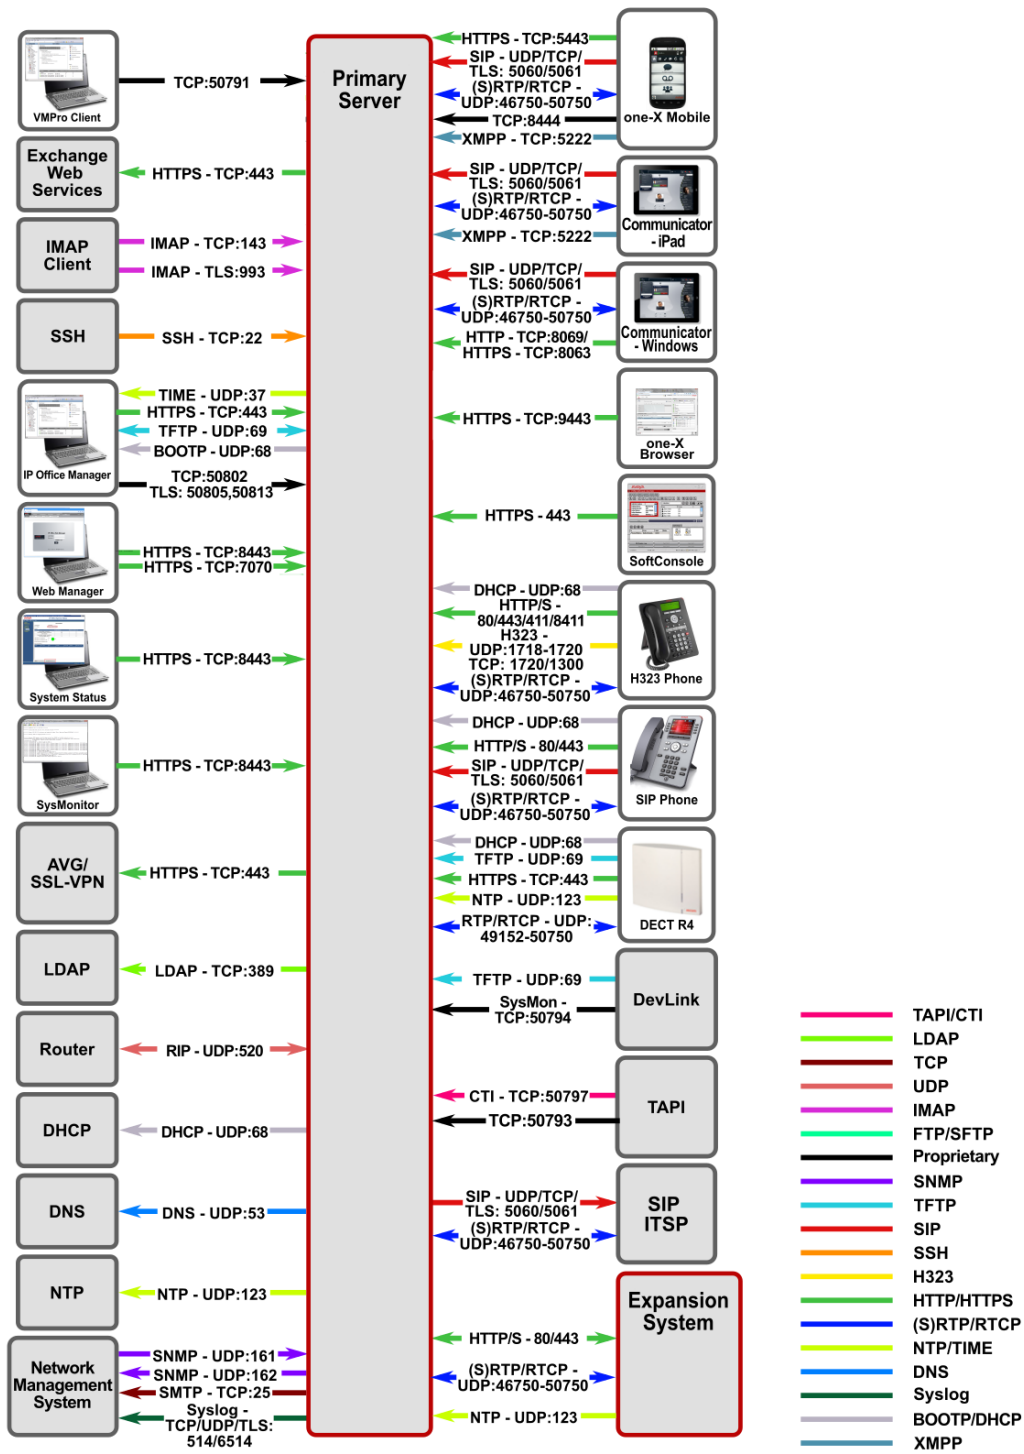 Primary
Server
VMPro Client
TCP:50791
Exchange
Web
Services
HTTPS - TCP:443
IMAP
Client
IMAP - TCP:143
IMAP - TLS:993
SSH
SSH - TCP:22
IP Office Manager
TIME - UDP:37
HTTPS - TCP:443
TFTP - UDP:69
BOOTP - UDP:68
TCP:50802
TLS: 50805,50813
Web Manager
HTTPS - TCP:8443
HTTPS - TCP:7070
System Status
HTTPS - TCP:8443
SysMonitor
HTTPS - TCP:8443
AVG/
SSL-VPN
HTTPS - TCP:443
LDAP
LDAP - TCP:389
Router
RIP - UDP:520
DHCP
DHCP - UDP:68
DNS
DNS - UDP:53
NTP
NTP - UDP:123
Network
Management
System
SNMP - UDP:161
SNMP - UDP:162
SMTP - TCP:25
Syslog -
TCP/UDP/TLS:
514/6514
HTTPS - TCP:5443
SIP - UDP/TCP/
TLS: 5060/5061
(S)RTP/RTCP -
UDP:46750-50750
TCP:8444
XMPP - TCP:5222
one-X Mobile
SIP - UDP/TCP/
TLS: 5060/5061
(S)RTP/RTCP -
UDP:46750-50750
XMPP - TCP:5222
Communicator
- iPad
SIP - UDP/TCP/
TLS: 5060/5061
(S)RTP/RTCP -
UDP:46750-50750
HTTP - TCP:8069/
HTTPS - TCP:8063
Communicator
- Windows
HTTPS - TCP:9443
one-X
Browser
HTTPS - 443
SoftConsole
DHCP - UDP:68
HTTP/S -
80/443/411/8411
H323 -
UDP:1718-1720
TCP: 1720/1300
(S)RTP/RTCP -
UDP:46750-50750
H323 Phone
DHCP - UDP:68
HTTP/S - 80/443
SIP - UDP/TCP/
TLS: 5060/5061
(S)RTP/RTCP -
UDP:46750-50750
SIP Phone
DHCP - UDP:68
TFTP - UDP:69
HTTPS - TCP:443
NTP - UDP:123
RTP/RTCP - UDP:
49152-50750
DECT R4
TFTP - UDP:69
SysMon -
TCP:50794
DevLink
CTI - TCP:50797
TCP:50793
TAPI
SIP - UDP/TCP/
TLS: 5060/5061
(S)RTP/RTCP -
UDP:46750-50750
SIP
ITSP
Expansion
System
HTTP/S - 80/443
(S)RTP/RTCP -
UDP:46750-50750
NTP - UDP:123
TAPI/CTI
LDAP
TCP
UDP
IMAP
FTP/SFTP
Proprietary
SNMP
TFTP
SIP
SSH
H323
HTTP/HTTPS
(S)RTP/RTCP
NTP/TIME
DNS
Syslog
BOOTP/DHCP
XMPP